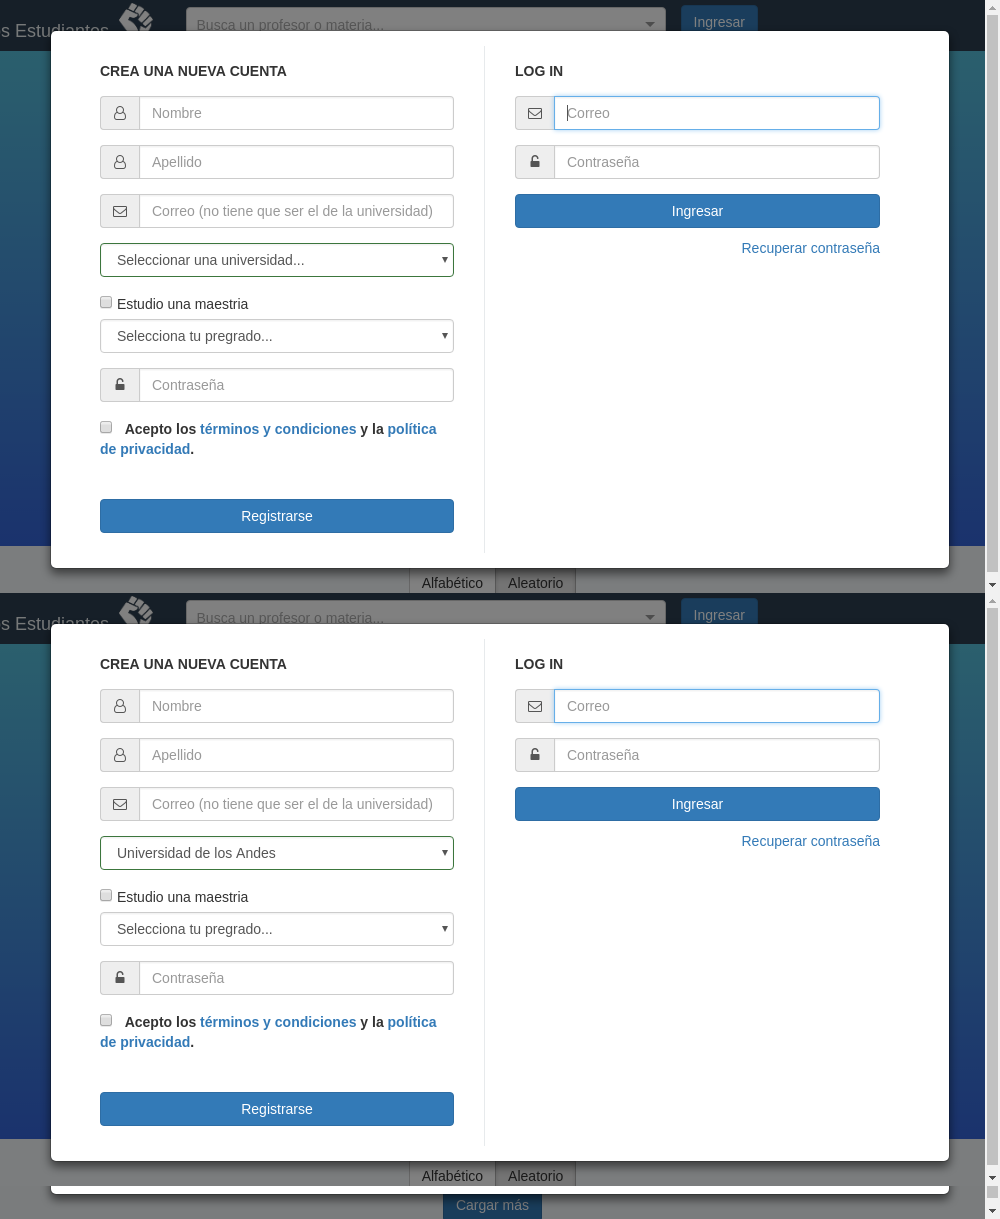 s Estudiantes
Busca un profesor o materia...
Ingresar
CREA UNA NUEVA CUENTA
Nombre
Apellido
Correo (no tiene que ser el de la universidad)
Seleccionar una universidad...
Estudio una maestria
Selecciona tu pregrado...
Contraseña
Acepto los términos y condiciones y la política
de privacidad.
Registrarse
LOG IN
Correo
Contraseña
Ingresar
Recuperar contraseña
Alfabético
Aleatorio
s Estudiantes
Busca un profesor o materia...
Ingresar
CREA UNA NUEVA CUENTA
Nombre
Apellido
Correo (no tiene que ser el de la universidad)
Universidad de los Andes
Estudio una maestria
Selecciona tu pregrado...
Contraseña
Acepto los términos y condiciones y la política
de privacidad.
Registrarse
LOG IN
Correo
Contraseña
Ingresar
Recuperar contraseña
Alfabético
Aleatorio
Cargar más